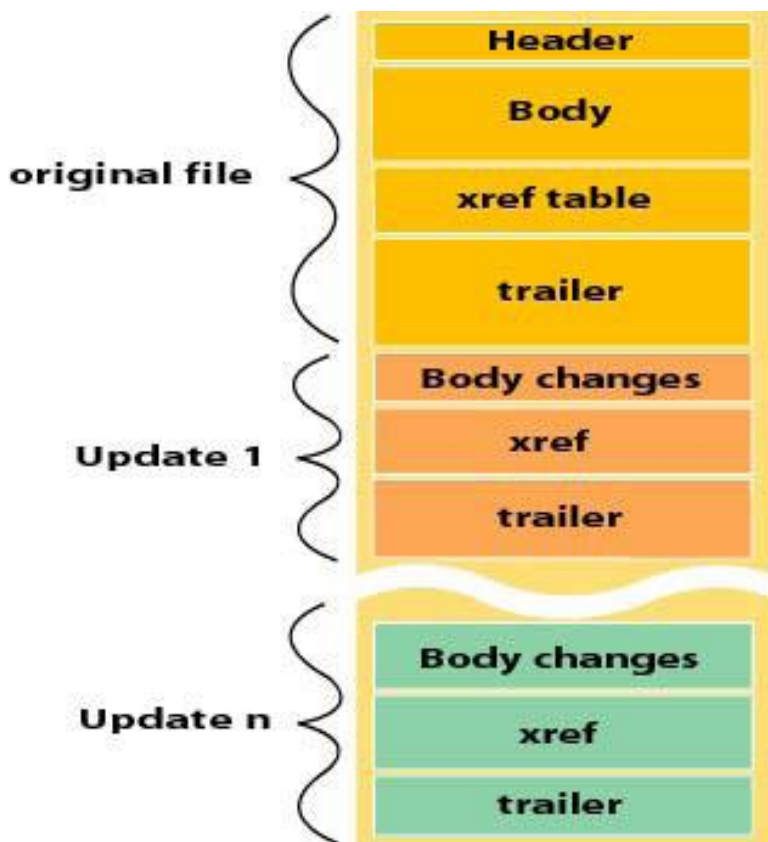 Header
Body
original file
xref table
trailer
Body changes
Update 1
xref
trailer
Body changes
Update n
xref
trailer